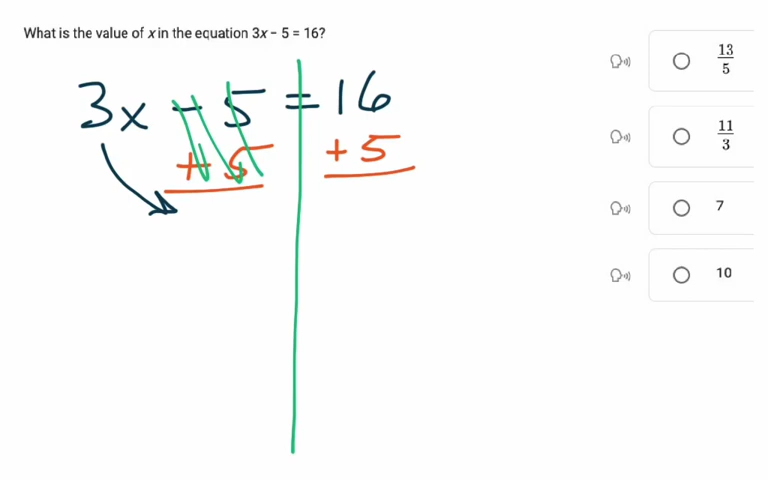 What is the value of x in the equation 3x − 5 = 16?
3x − 5 = 16
+ 5 + 5
13/5
11/3
7
10